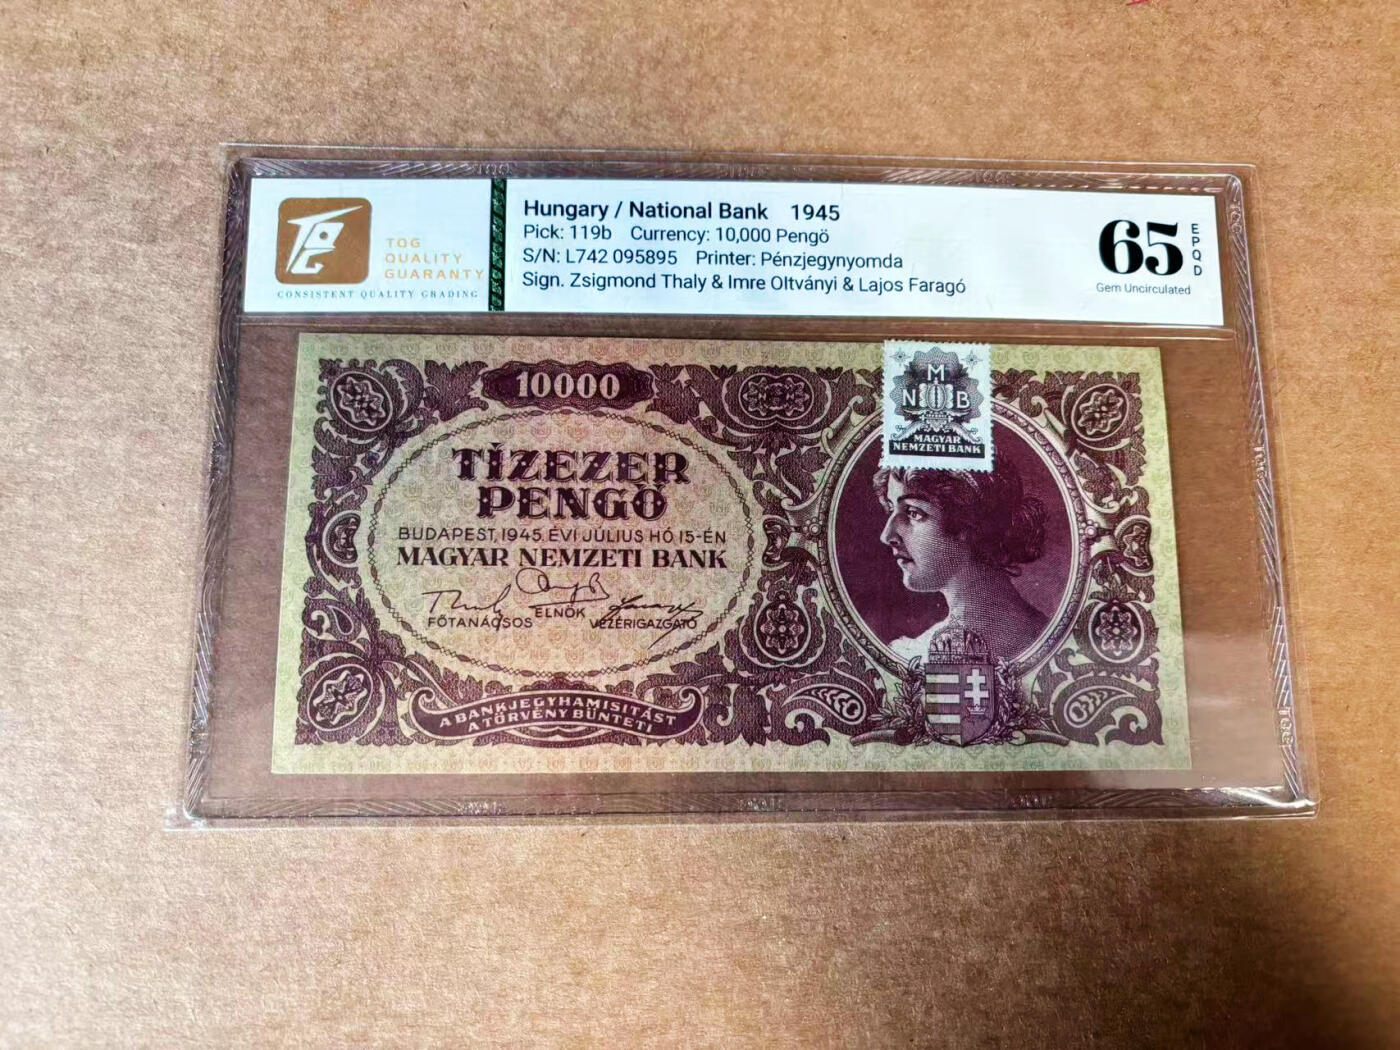 TOG
QUALITY
GUARANTY
CONSISTENT QUALITY GRADING
Hungary / National Bank 1945
Pick: 119b Currency: 10,000 Pengö
S/N: L742 095895 Printer: Pénzjegynyomda
Sign. Zsigmond Thaly & Imre Oltványi & Lajos Faragó
65
EPQD
Gem Uncirculated
10000
TÍZEZER
PENGŐ
BUDAPEST, 1945. ÉVI JÚLIUS HÓ 15-ÉN
MAGYAR NEMZETI BANK
FŐTANÁCSOS
ELNÖK
VEZÉRIGAZGATÓ
A BANKJEGYHAMISITÁST
A TÖRVÉNY BÜNTETI
M
N B
MAGYAR
NEMZETI BANK